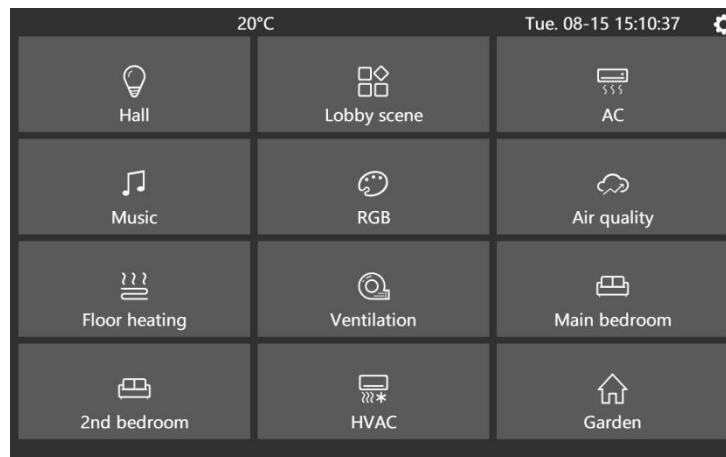 20°C
Tue. 08-15 15:10:37
Hall
Lobby scene
AC
Music
RGB
Air quality
Floor heating
Ventilation
Main bedroom
2nd bedroom
HVAC
Garden